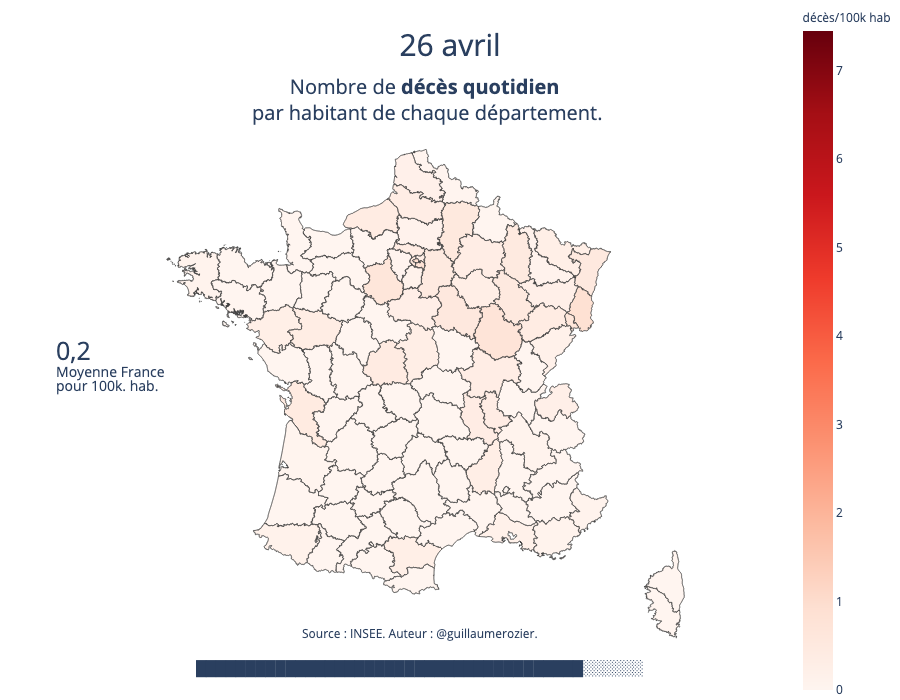 26 avril
Nombre de décès quotidien
par habitant de chaque département.
décès/100k hab
7
6
5
4
3
2
1
0
0,2
Moyenne France
pour 100k. hab.
Source : INSEE. Auteur : @guillaumerozier.